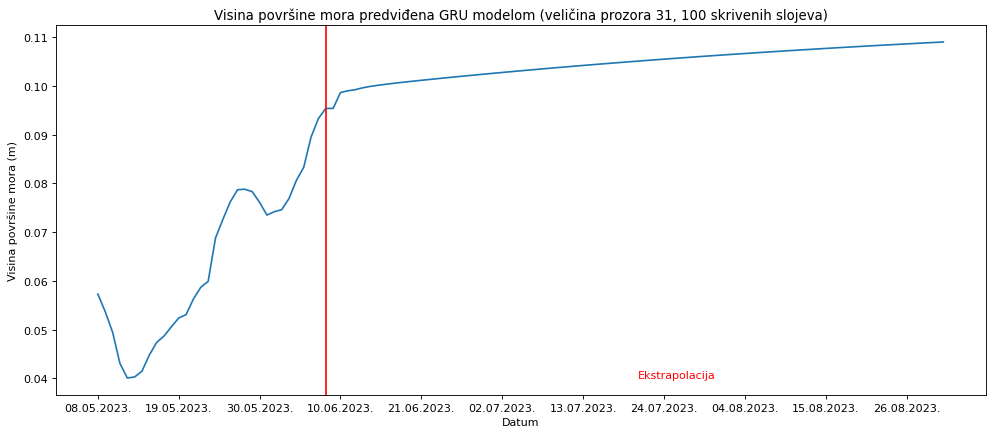 Visina površine mora predviđena GRU modelom (veličina prozora 31, 100 skrivenih slojeva)
Visina površine mora (m)
0.11
0.10
0.09
0.08
0.07
0.06
0.05
0.04
Ekstrapolacija
08.05.2023. 19.05.2023. 30.05.2023. 10.06.2023. 21.06.2023. 02.07.2023. 13.07.2023. 24.07.2023. 04.08.2023. 15.08.2023. 26.08.2023.
Datum